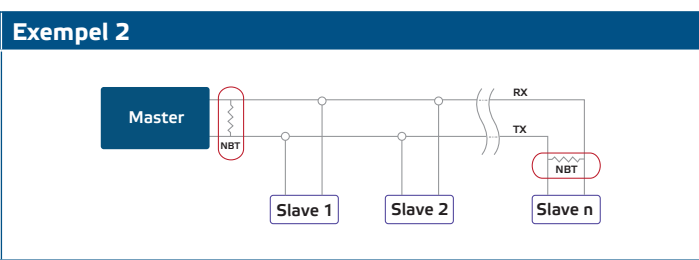 Exempel 2
RX
Master
TX
NBT
NBT
Slave 1
Slave 2
Slave n